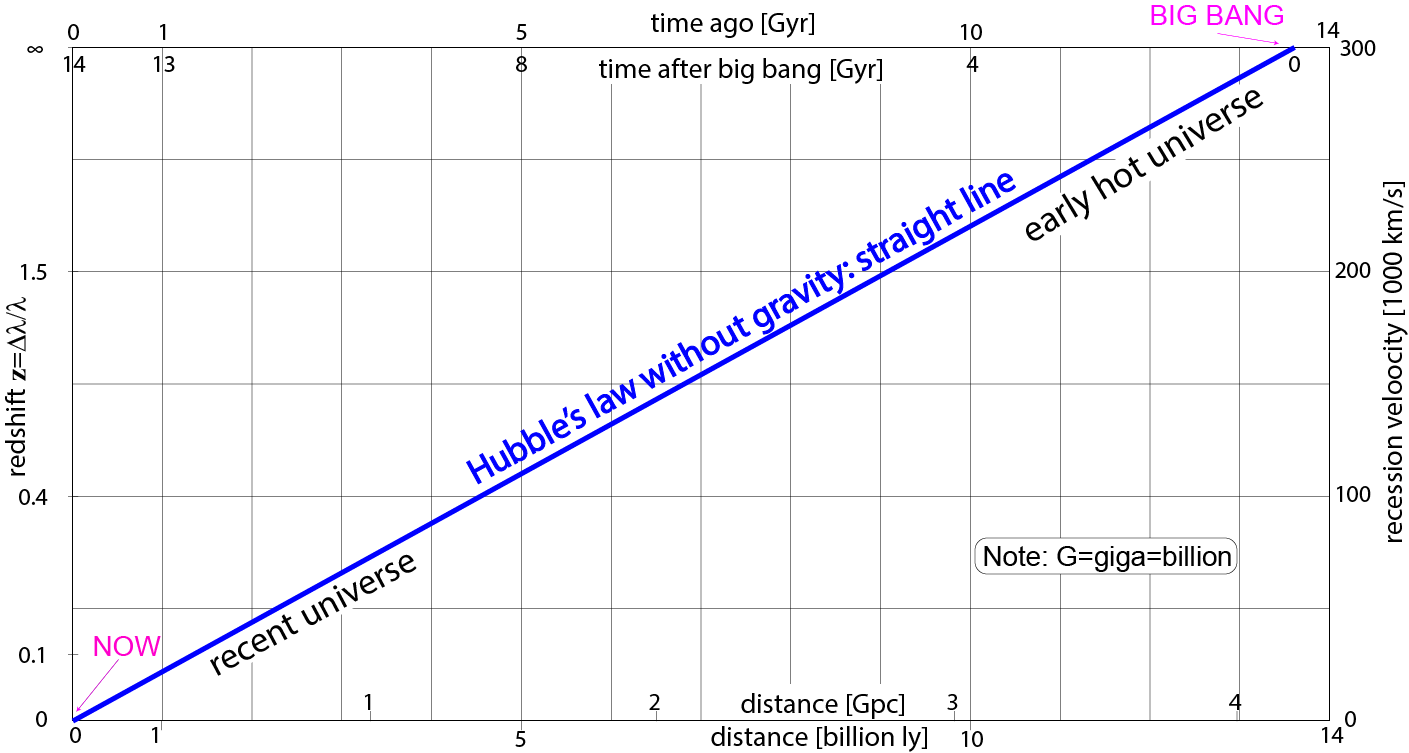 BIG BANG
0 1 5 time ago [Gyr] 10 14
∞ 300
14 13 8 time after big bang [Gyr] 4 0
early hot universe
Hubble's law without gravity: straight line
1.5 200
redshift z=Δλ/λ
recession velocity [1000 km/s]
0.4 100
Note: G=giga=billion
recent universe
NOW
0.1
1 2 distance [Gpc] 3 4
0 0
0 1 5 distance [billion ly] 10 14